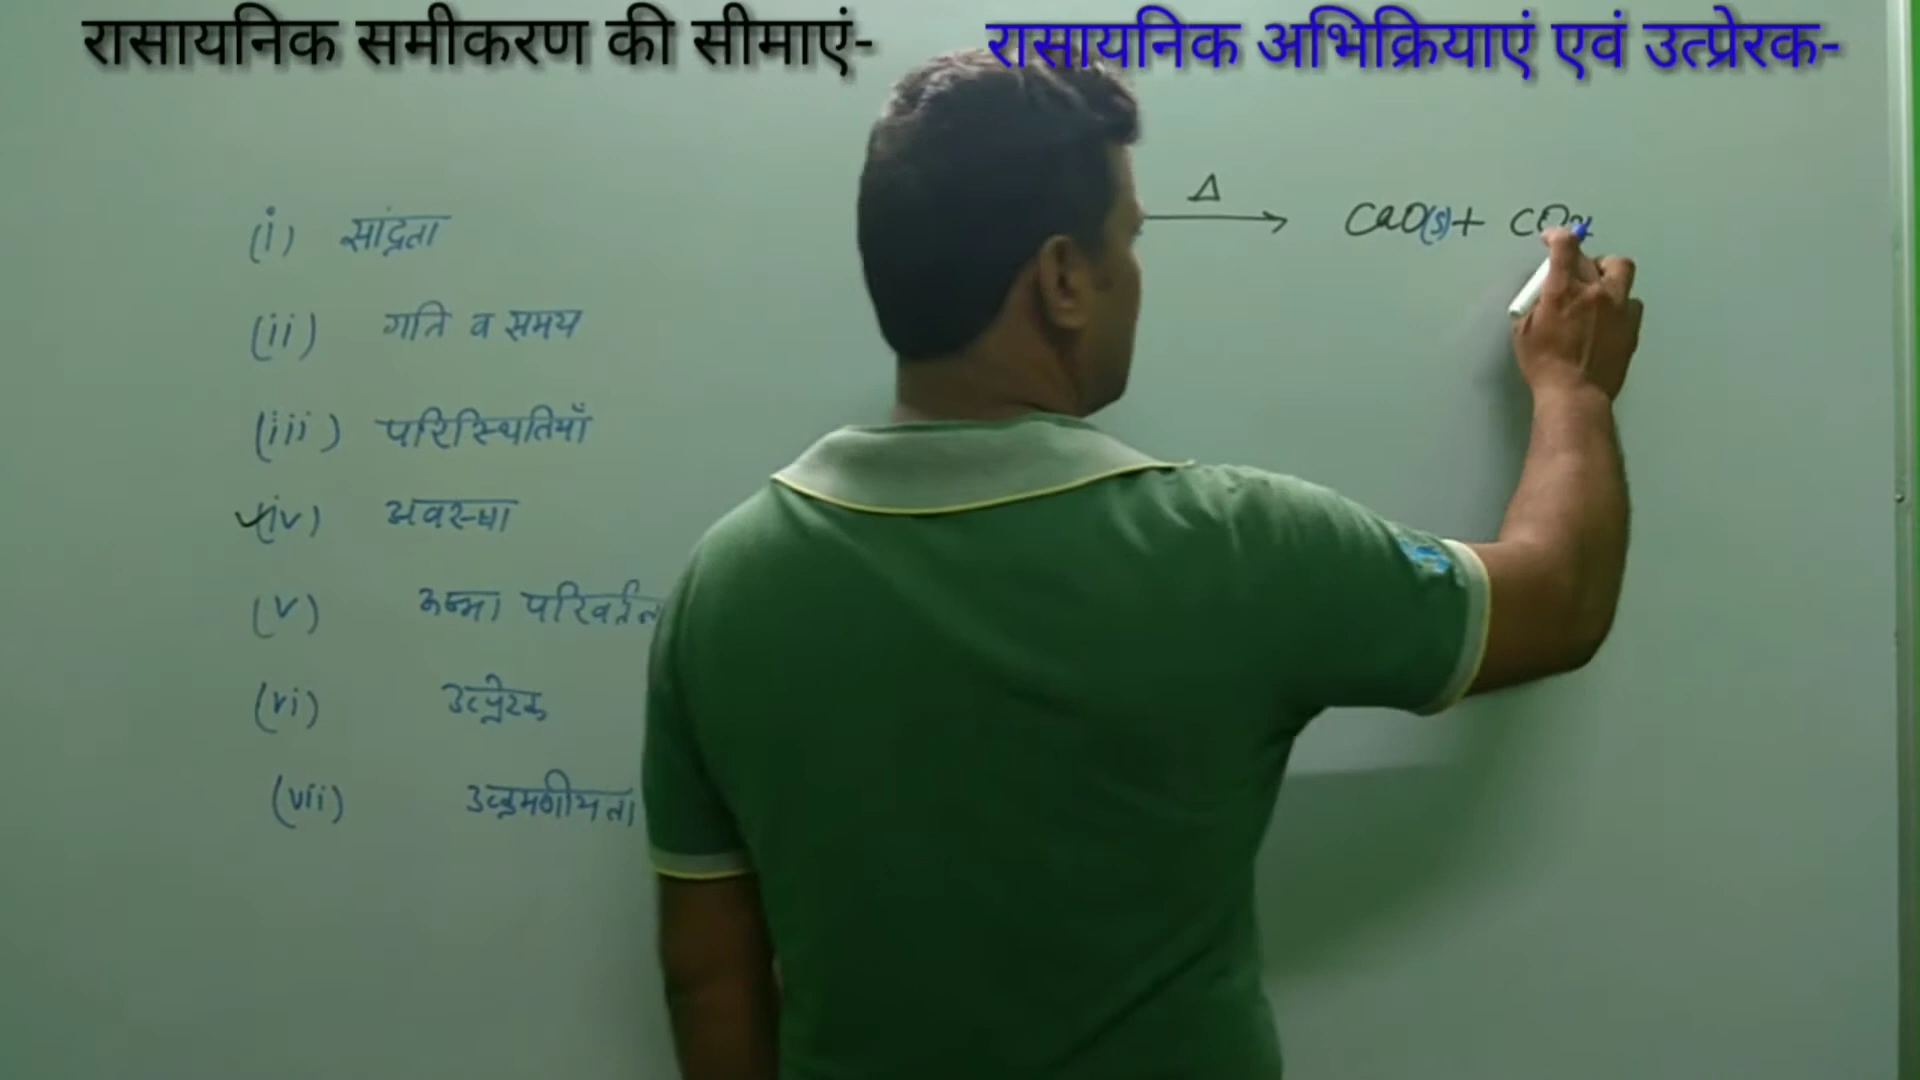 रासायनिक समीकरण की सीमाएं-
रासायनिक अभिक्रियाएं एवं उत्प्रेरक-
Δ
→ CaO(s) + CO2
(i) सांद्रता
(ii) गति व समय
(iii) परिस्थितियाँ
✓(iv) अवस्था
(v) ऊष्मा परिवर्तन
(vi) उत्प्रेरक
(vii) उत्क्रमणीयता